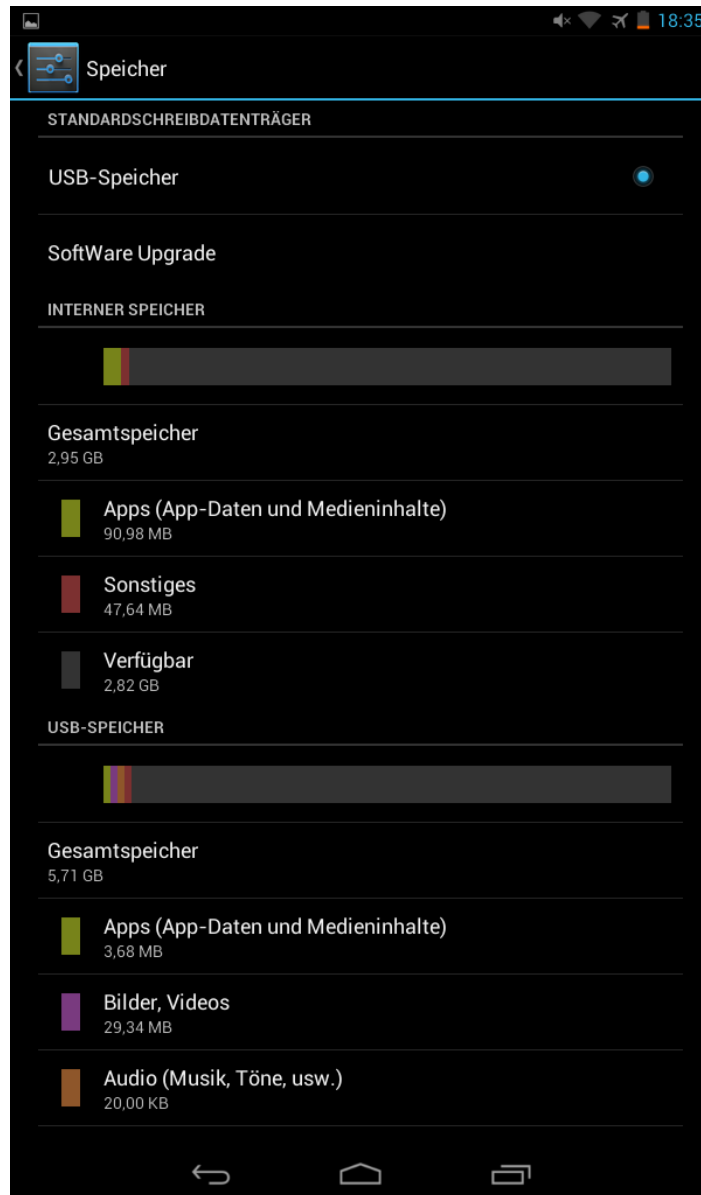 18:35
Speicher
STANDARDSCHREIBDATENTRÄGER
USB-Speicher
SoftWare Upgrade
INTERNER SPEICHER
Gesamtspeicher
2,95 GB
Apps (App-Daten und Medieninhalte)
90,98 MB
Sonstiges
47,64 MB
Verfügbar
2,82 GB
USB-SPEICHER
Gesamtspeicher
5,71 GB
Apps (App-Daten und Medieninhalte)
3,68 MB
Bilder, Videos
29,34 MB
Audio (Musik, Töne, usw.)
20,00 KB